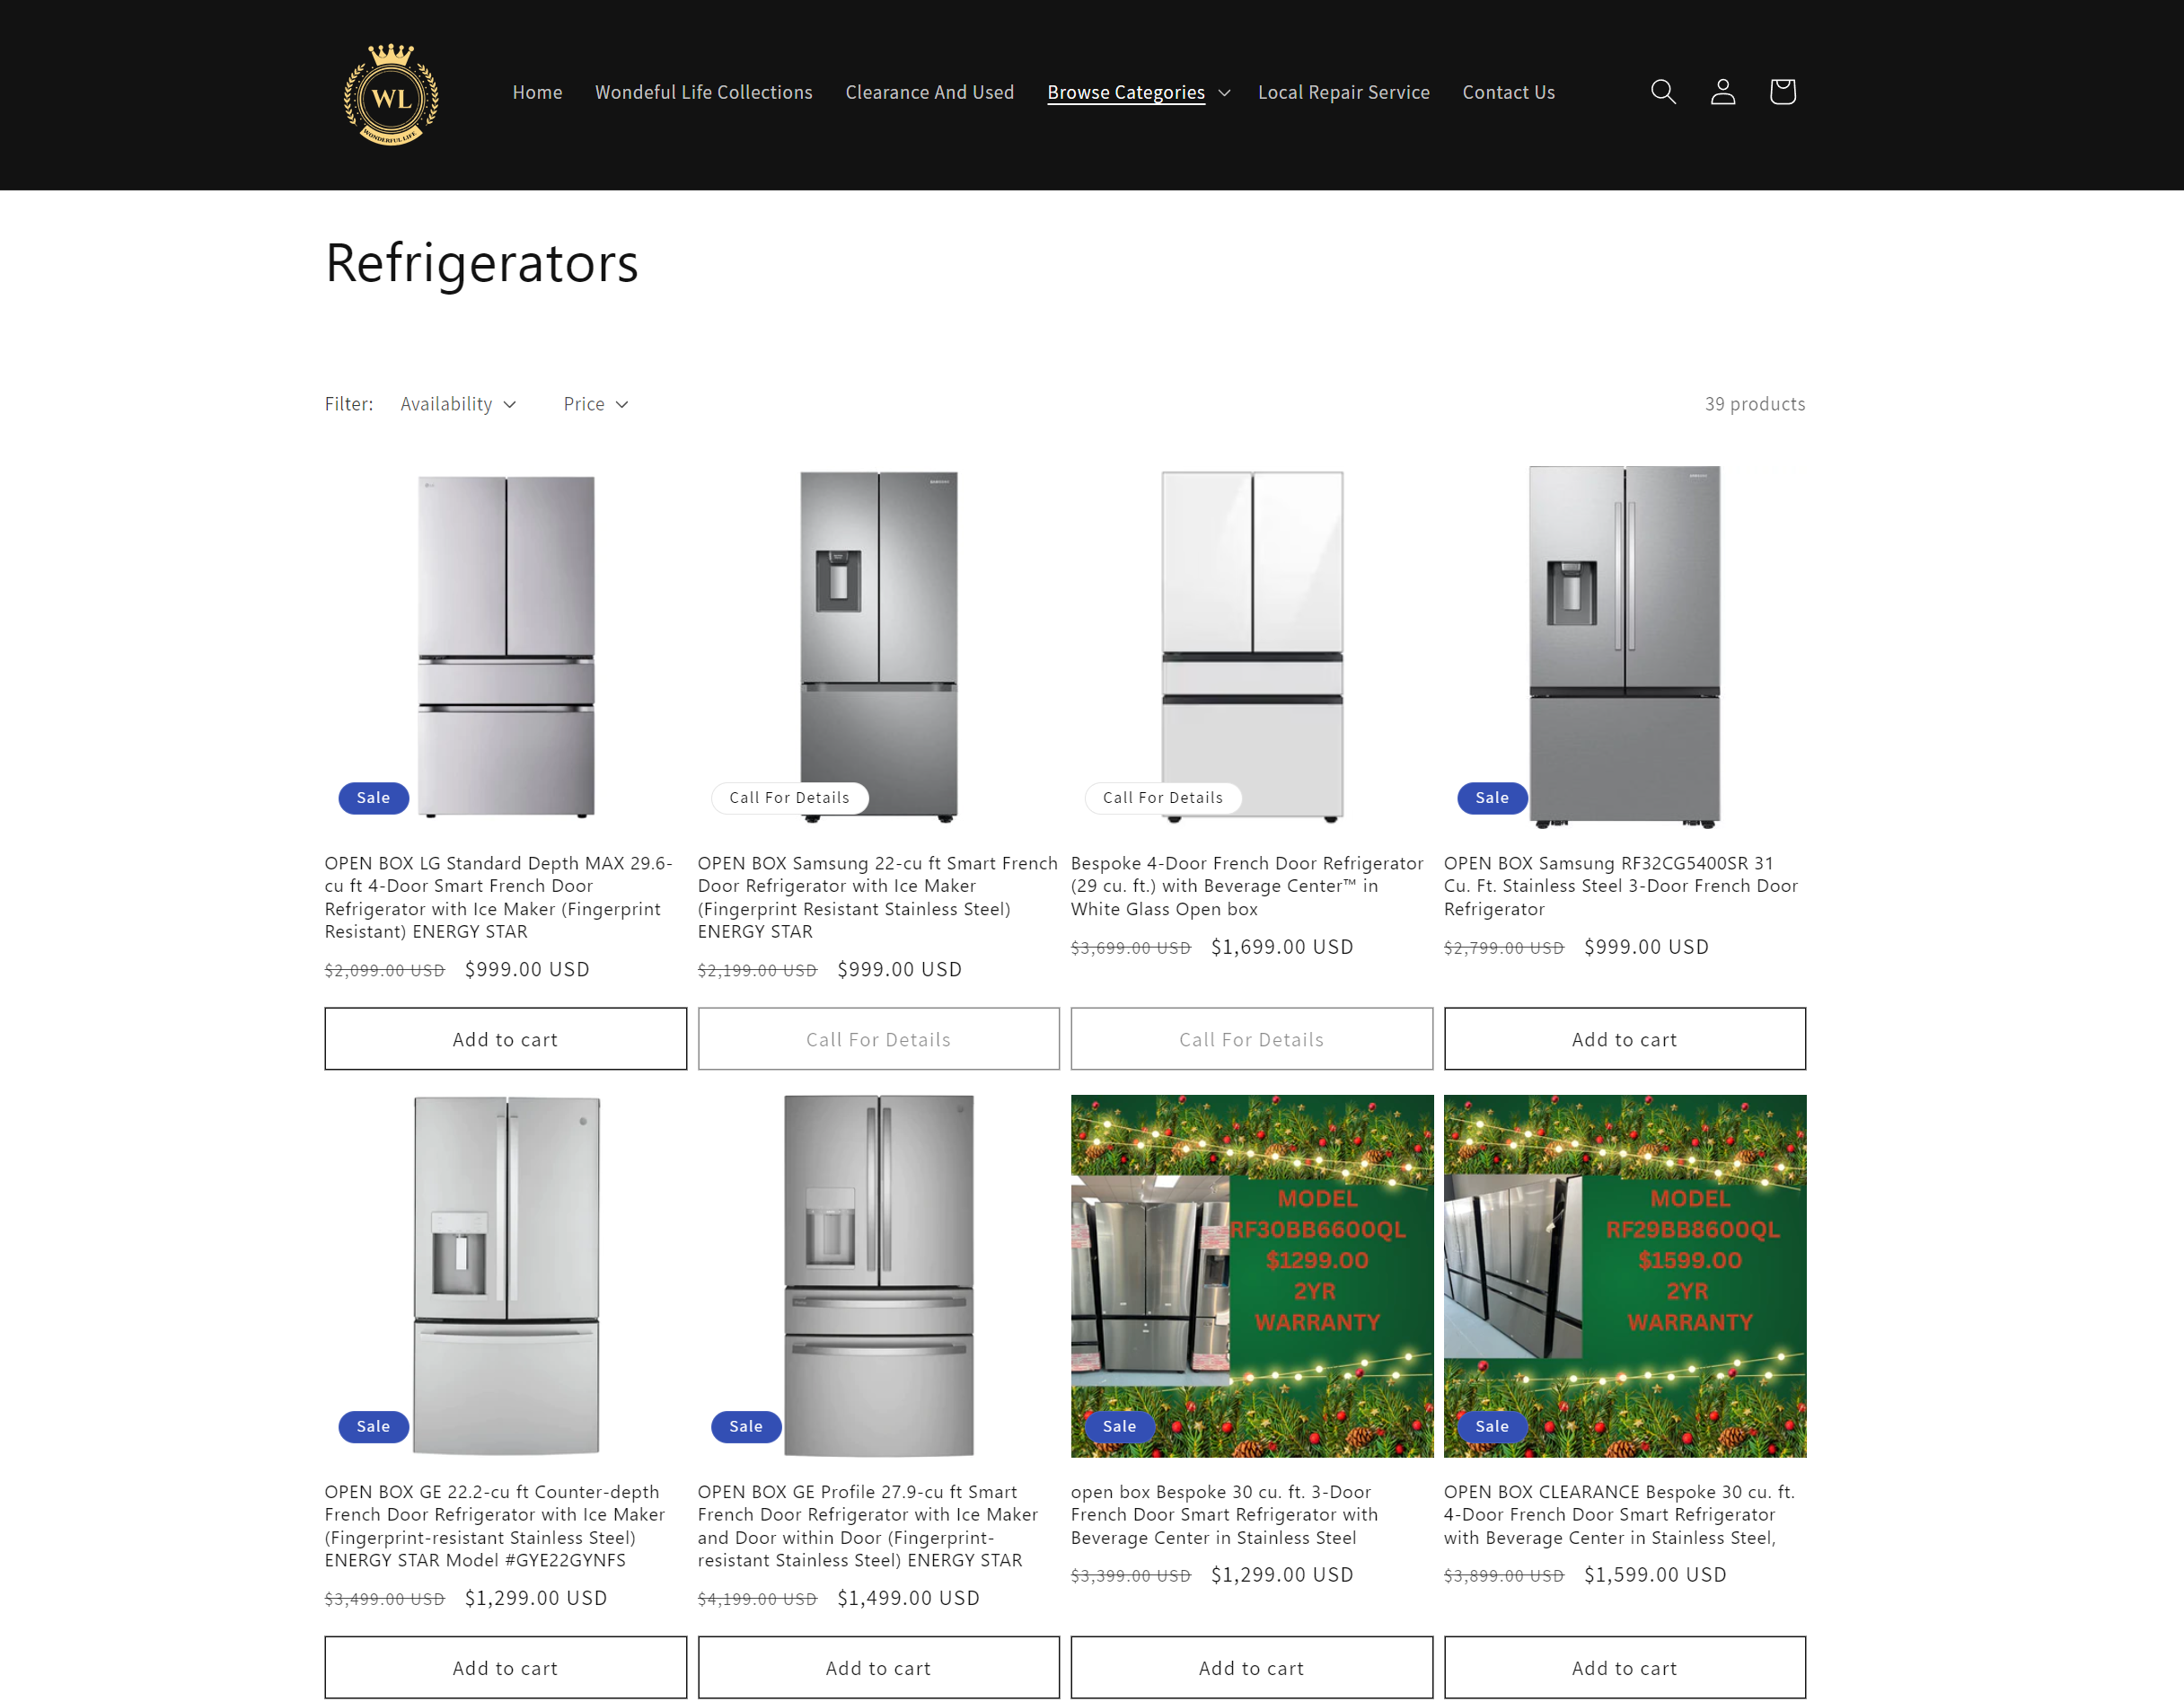 WL
WONDERFUL LIFE
Home
Wondeful Life Collections
Clearance And Used
Browse Categories
Local Repair Service
Contact Us
Refrigerators
Filter:
Availability
Price
39 products
Sale
Call For Details
Call For Details
SAMSUNG
Sale
OPEN BOX LG Standard Depth MAX 29.6-
cu ft 4-Door Smart French Door
Refrigerator with Ice Maker (Fingerprint
Resistant) ENERGY STAR
$2,099.00 USD $999.00 USD
Add to cart
OPEN BOX Samsung 22-cu ft Smart French
Door Refrigerator with Ice Maker
(Fingerprint Resistant Stainless Steel)
ENERGY STAR
$2,199.00 USD $999.00 USD
Call For Details
Bespoke 4-Door French Door Refrigerator
(29 cu. ft.) with Beverage Center™ in
White Glass Open box
$3,699.00 USD $1,699.00 USD
Call For Details
OPEN BOX Samsung RF32CG5400SR 31
Cu. Ft. Stainless Steel 3-Door French Door
Refrigerator
$2,799.00 USD $999.00 USD
Add to cart
Sale
OPEN BOX GE 22.2-cu ft Counter-depth
French Door Refrigerator with Ice Maker
(Fingerprint-resistant Stainless Steel)
ENERGY STAR Model #GYE22GYNFS
$3,499.00 USD $1,299.00 USD
Add to cart
Sale
OPEN BOX GE Profile 27.9-cu ft Smart
French Door Refrigerator with Ice Maker
and Door within Door (Fingerprint-
resistant Stainless Steel) ENERGY STAR
$4,199.00 USD $1,499.00 USD
Add to cart
MODEL
RF30BB6600QL
$1299.00
2YR
WARRANTY
Sale
open box Bespoke 30 cu. ft. 3-Door
French Door Smart Refrigerator with
Beverage Center in Stainless Steel
$3,399.00 USD $1,299.00 USD
Add to cart
MODEL
RF29BB8600QL
$1599.00
2YR
WARRANTY
Sale
OPEN BOX CLEARANCE Bespoke 30 cu. ft.
4-Door French Door Smart Refrigerator
with Beverage Center in Stainless Steel,
$3,899.00 USD $1,599.00 USD
Add to cart